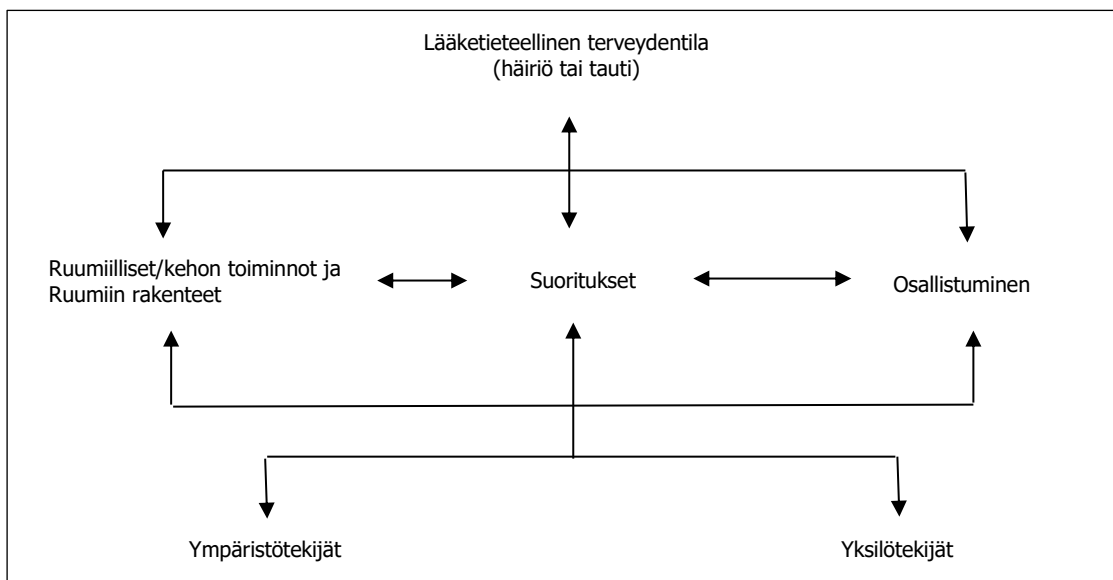 Lääketieteellinen terveydentila
(häiriö tai tauti)
Ruumiilliset/kehon toiminnot ja
Ruumiin rakenteet
Suoritukset
Osallistuminen
Ympäristötekijät
Yksilötekijät